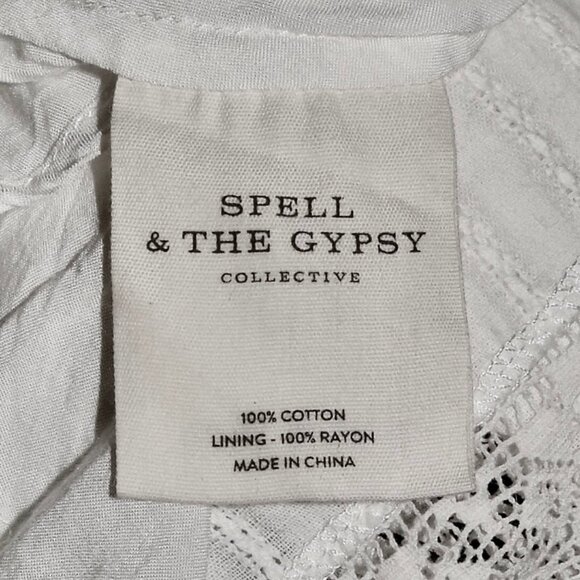 SPELL
& THE GYPSY
COLLECTIVE
100% COTTON
LINING - 100% RAYON
MADE IN CHINA